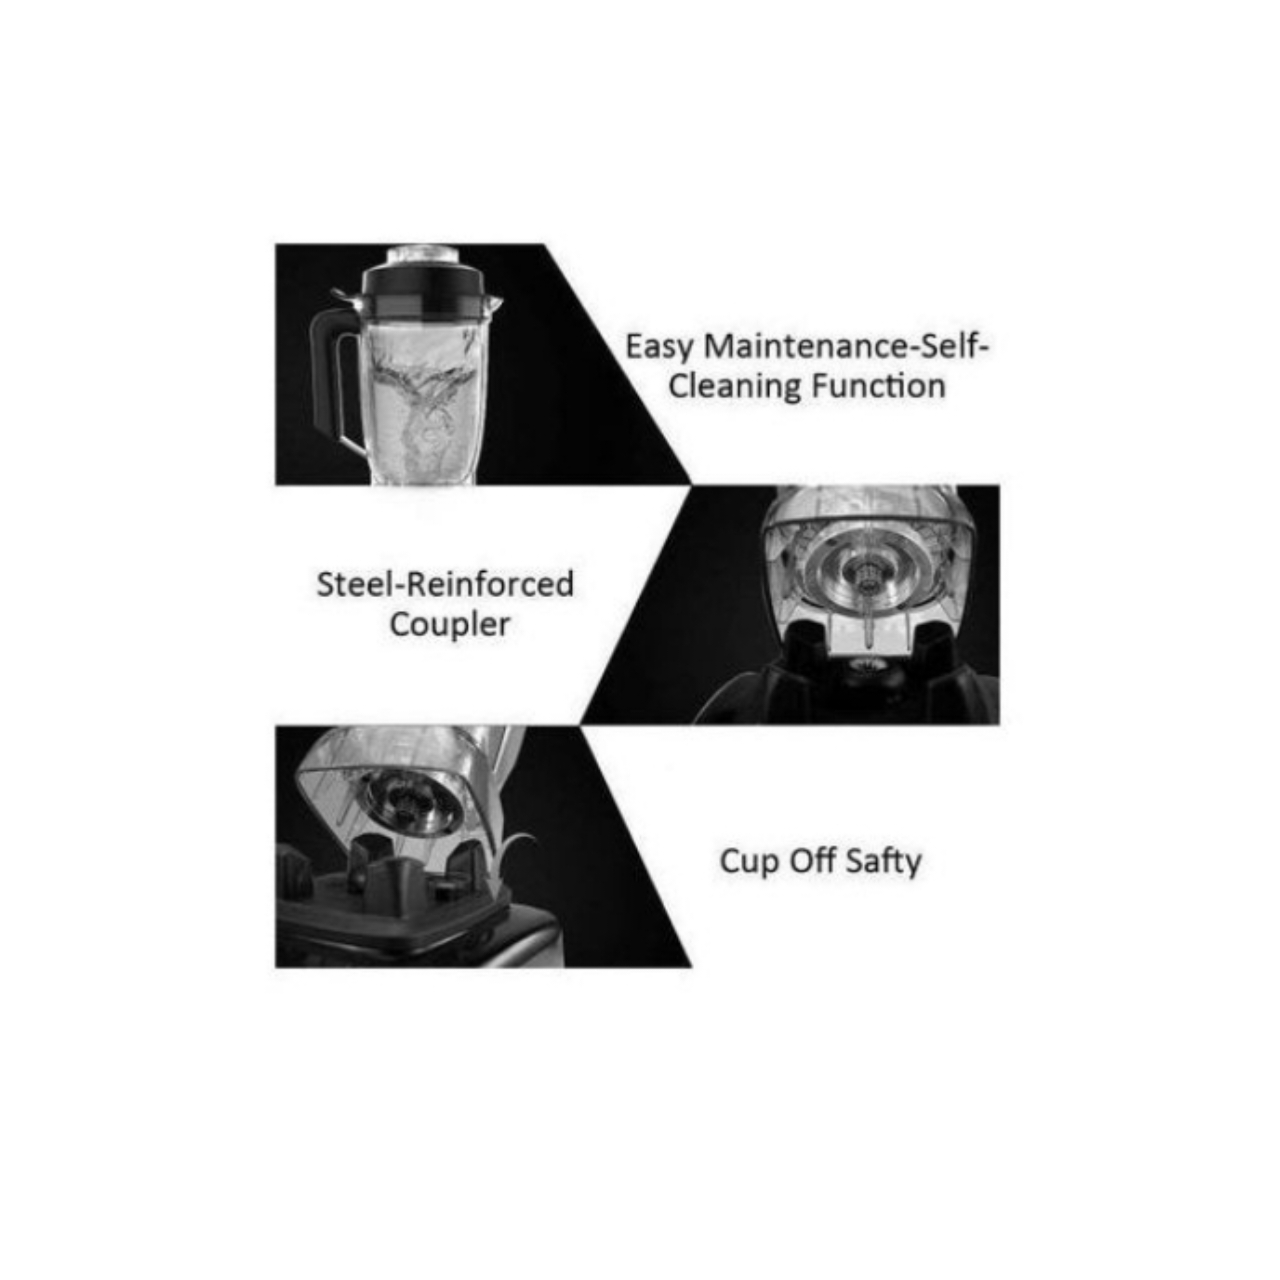 Easy Maintenance-Self-
Cleaning Function
Steel-Reinforced
Coupler
Cup Off Safty